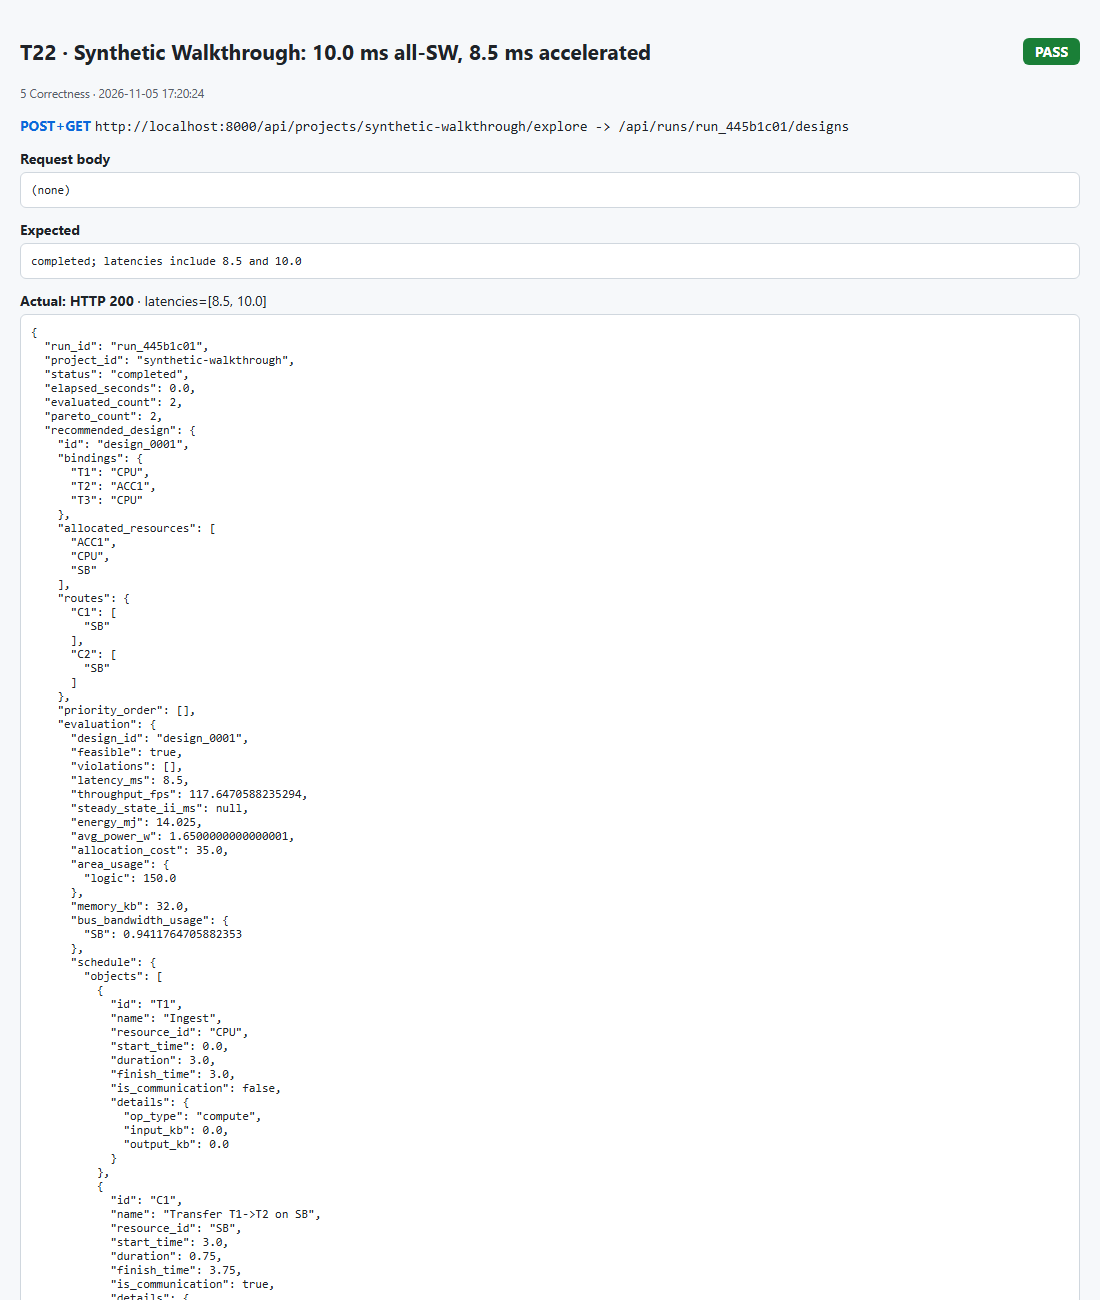 T22 · Synthetic Walkthrough: 10.0 ms all-SW, 8.5 ms accelerated
PASS
5 Correctness · 2026-11-05 17:20:24
POST+GET http://localhost:8000/api/projects/synthetic-walkthrough/explore -> /api/runs/run_445b1c01/designs
Request body
(none)
Expected
completed; latencies include 8.5 and 10.0
Actual: HTTP 200 · latencies=[8.5, 10.0]
{
  "run_id": "run_445b1c01",
  "project_id": "synthetic-walkthrough",
  "status": "completed",
  "elapsed_seconds": 0.0,
  "evaluated_count": 2,
  "pareto_count": 2,
  "recommended_design": {
    "id": "design_0001",
    "bindings": {
      "T1": "CPU",
      "T2": "ACC1",
      "T3": "CPU"
    },
    "allocated_resources": [
      "ACC1",
      "CPU",
      "SB"
    ],
    "routes": {
      "C1": [
        "SB"
      ],
      "C2": [
        "SB"
      ]
    },
    "priority_order": [],
    "evaluation": {
      "design_id": "design_0001",
      "feasible": true,
      "violations": [],
      "latency_ms": 8.5,
      "throughput_fps": 117.6470588235294,
      "steady_state_ii_ms": null,
      "energy_mj": 14.025,
      "avg_power_w": 1.6500000000000001,
      "allocation_cost": 35.0,
      "area_usage": {
        "logic": 150.0
      },
      "memory_kb": 32.0,
      "bus_bandwidth_usage": {
        "SB": 0.9411764705882353
      },
      "schedule": {
        "objects": [
          {
            "id": "T1",
            "name": "Ingest",
            "resource_id": "CPU",
            "start_time": 0.0,
            "duration": 3.0,
            "finish_time": 3.0,
            "is_communication": false,
            "details": {
              "op_type": "compute",
              "input_kb": 0.0,
              "output_kb": 0.0
            }
          },
          {
            "id": "C1",
            "name": "Transfer T1->T2 on SB",
            "resource_id": "SB",
            "start_time": 3.0,
            "duration": 0.75,
            "finish_time": 3.75,
            "is_communication": true,
            "details": {